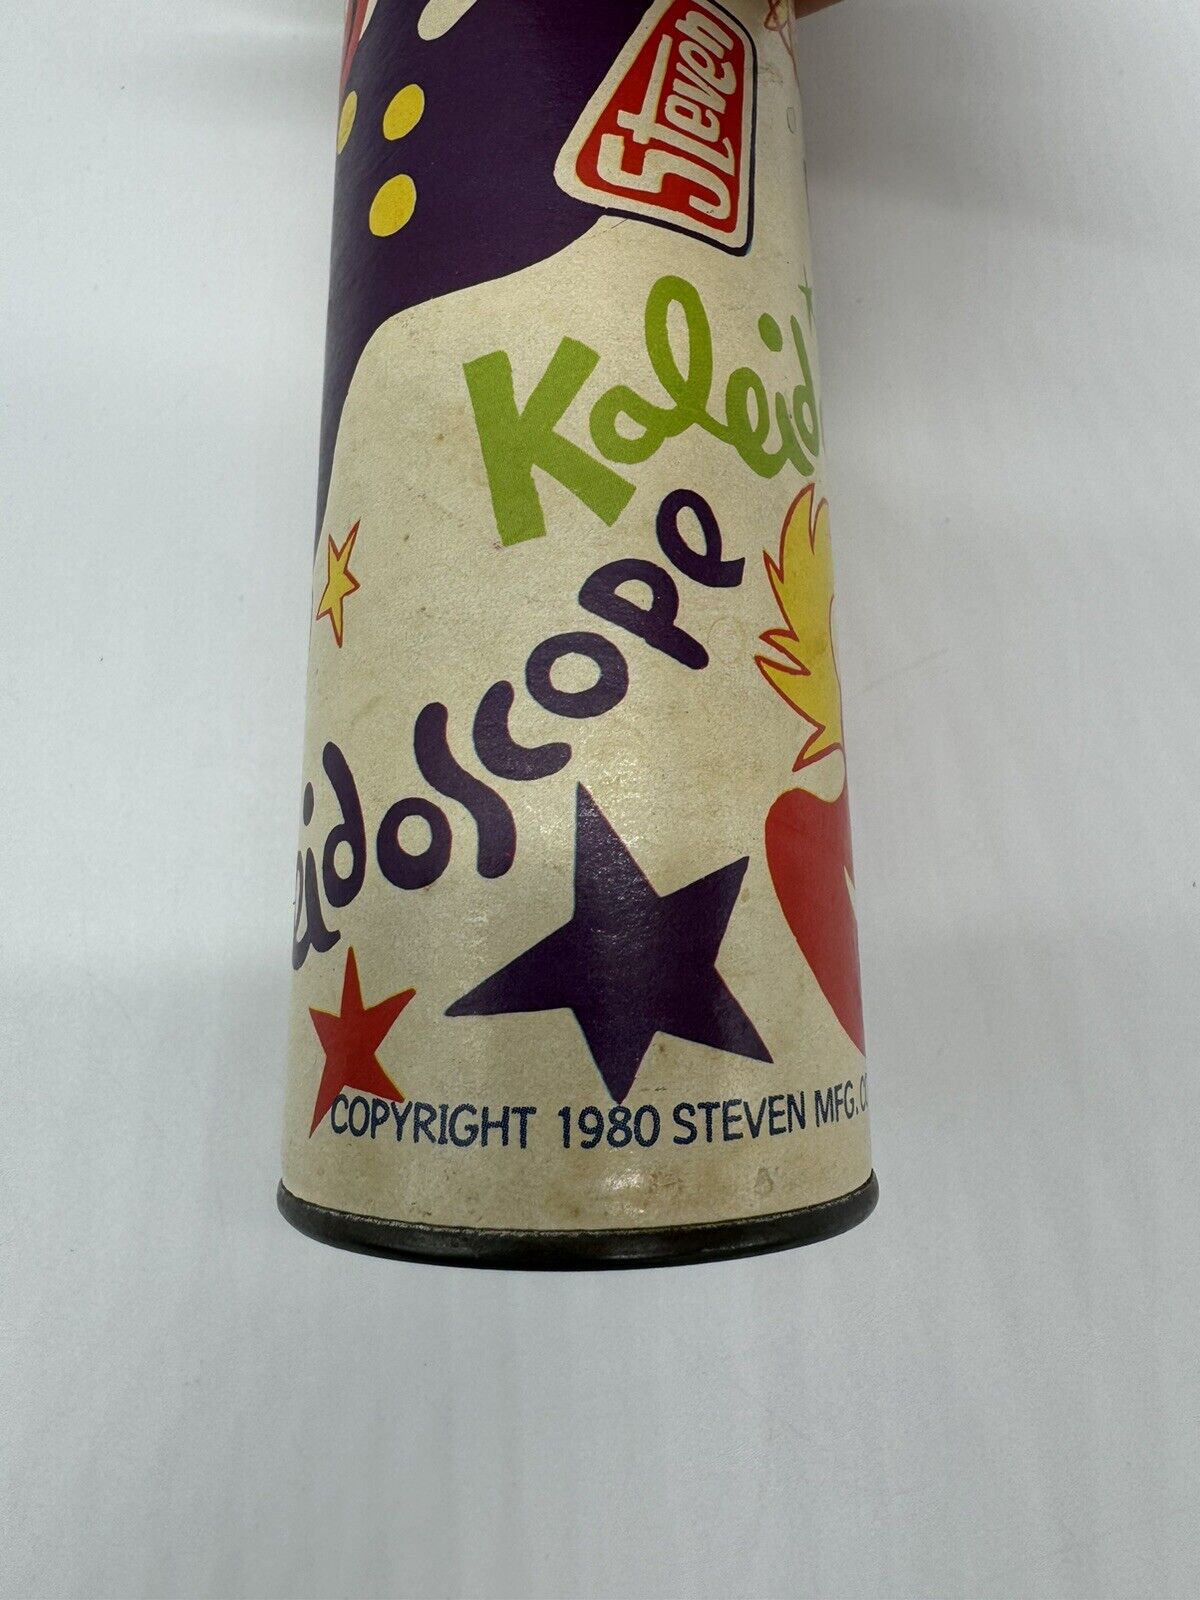 Steven
Kaleid
eidoscope
COPYRIGHT 1980 STEVEN MFG. C